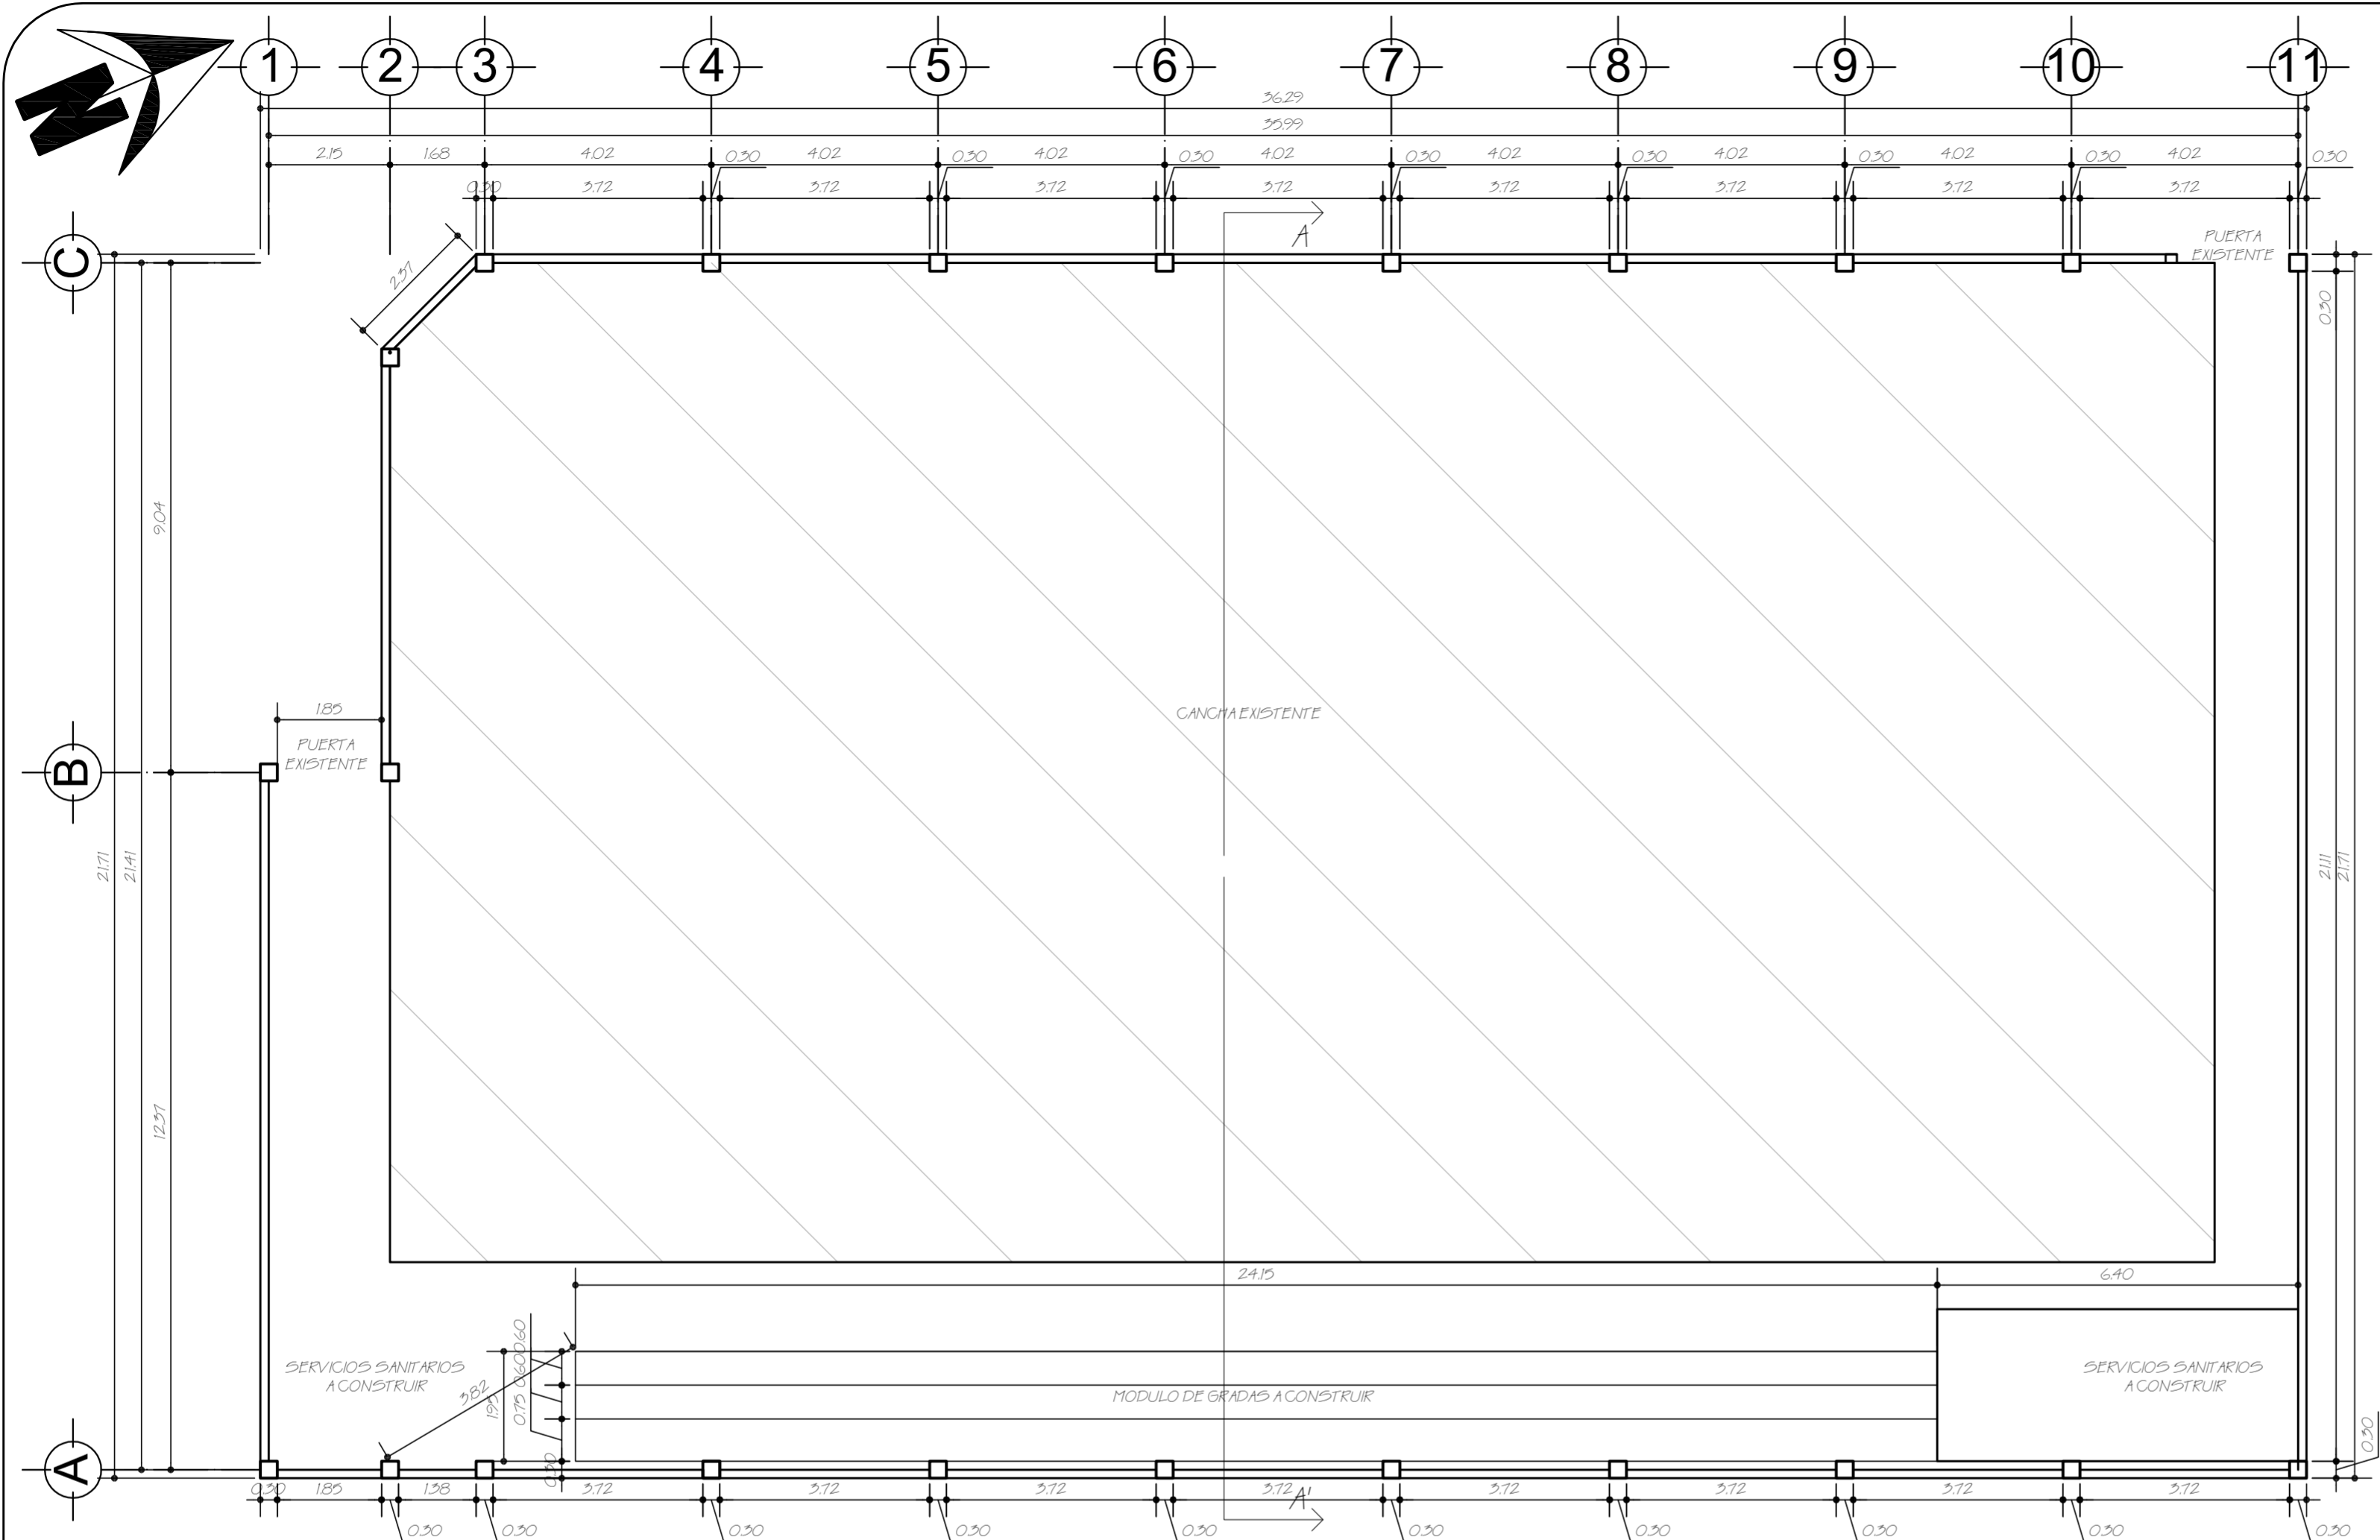 1 2 3 4 5 6 7 8 9 10 11
36.29
35.99
2.15 1.68 4.02 0.30 4.02 0.30 4.02 0.30 4.02 0.30 4.02 0.30 4.02 0.30 4.02 0.30 4.02 0.30
0.30 3.72 3.72 3.72 3.72 3.72 3.72 3.72 3.72
N
A
PUERTA
EXISTENTE
C
2.37
0.30
9.04
1.85
PUERTA
EXISTENTE
CANCHA EXISTENTE
B
21.71
21.41
21.11
21.71
12.37
24.15 6.40
SERVICIOS SANITARIOS
A CONSTRUIR
3.82
1.95
0.75 0.60 0.60
0.30
MODULO DE GRADAS A CONSTRUIR
SERVICIOS SANITARIOS
A CONSTRUIR
0.30
A
0.30 1.85 1.38 3.72 3.72 3.72 3.72 3.72 3.72 3.72 3.72
A'
0.30 0.30 0.30 0.30 0.30 0.30 0.30 0.30 0.30 0.30